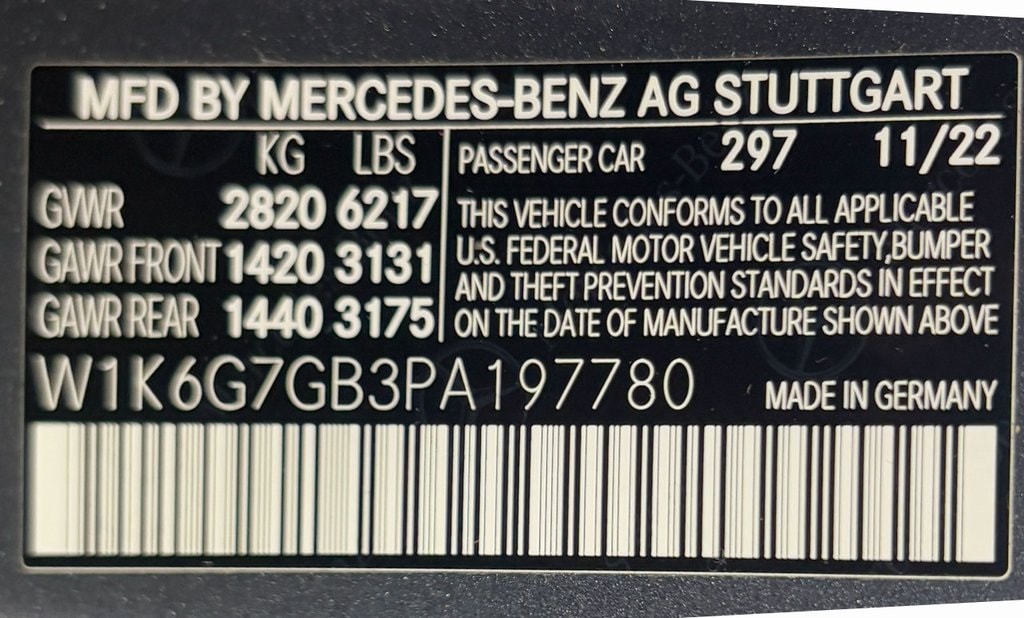 MFD BY MERCEDES-BENZ AG STUTTGART
KG LBS
GVWR 2820 6217
GAWR FRONT 1420 3131
GAWR REAR 1440 3175
PASSENGER CAR 297 11/22
THIS VEHICLE CONFORMS TO ALL APPLICABLE
U.S. FEDERAL MOTOR VEHICLE SAFETY,BUMPER
AND THEFT PREVENTION STANDARDS IN EFFECT
ON THE DATE OF MANUFACTURE SHOWN ABOVE
W1K6G7GB3PA197780
MADE IN GERMANY